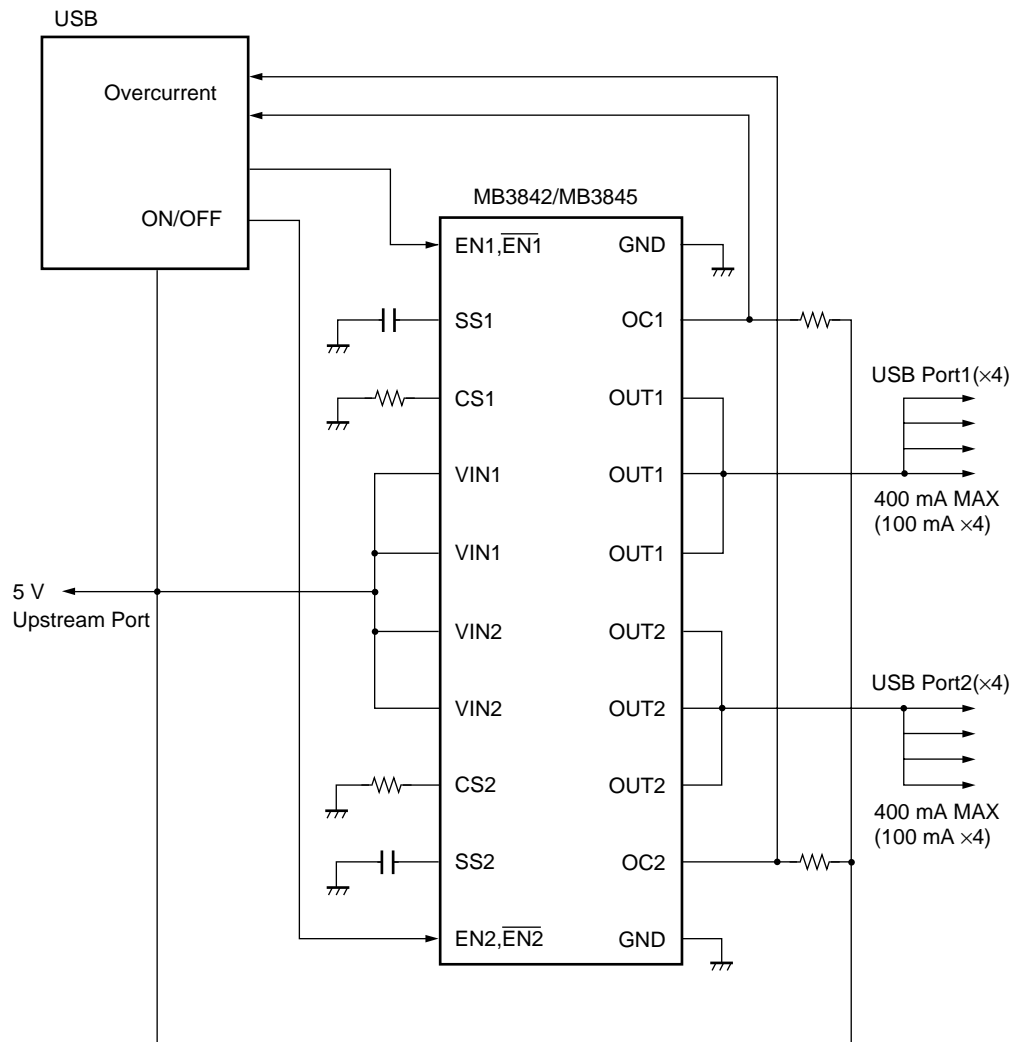 USB
Overcurrent
ON/OFF
MB3842/MB3845
EN1,E̅N̅1̅
GND
SS1
OC1
CS1
OUT1
VIN1
OUT1
VIN1
OUT1
VIN2
OUT2
VIN2
OUT2
CS2
OUT2
SS2
OC2
EN2,E̅N̅2̅
GND
5 V
Upstream Port
USB Port1(×4)
400 mA MAX
(100 mA ×4)
USB Port2(×4)
400 mA MAX
(100 mA ×4)